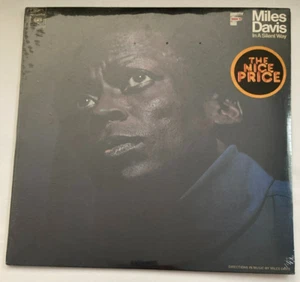 Miles
Davis
In A Silent Way
THE
NICE
PRICE